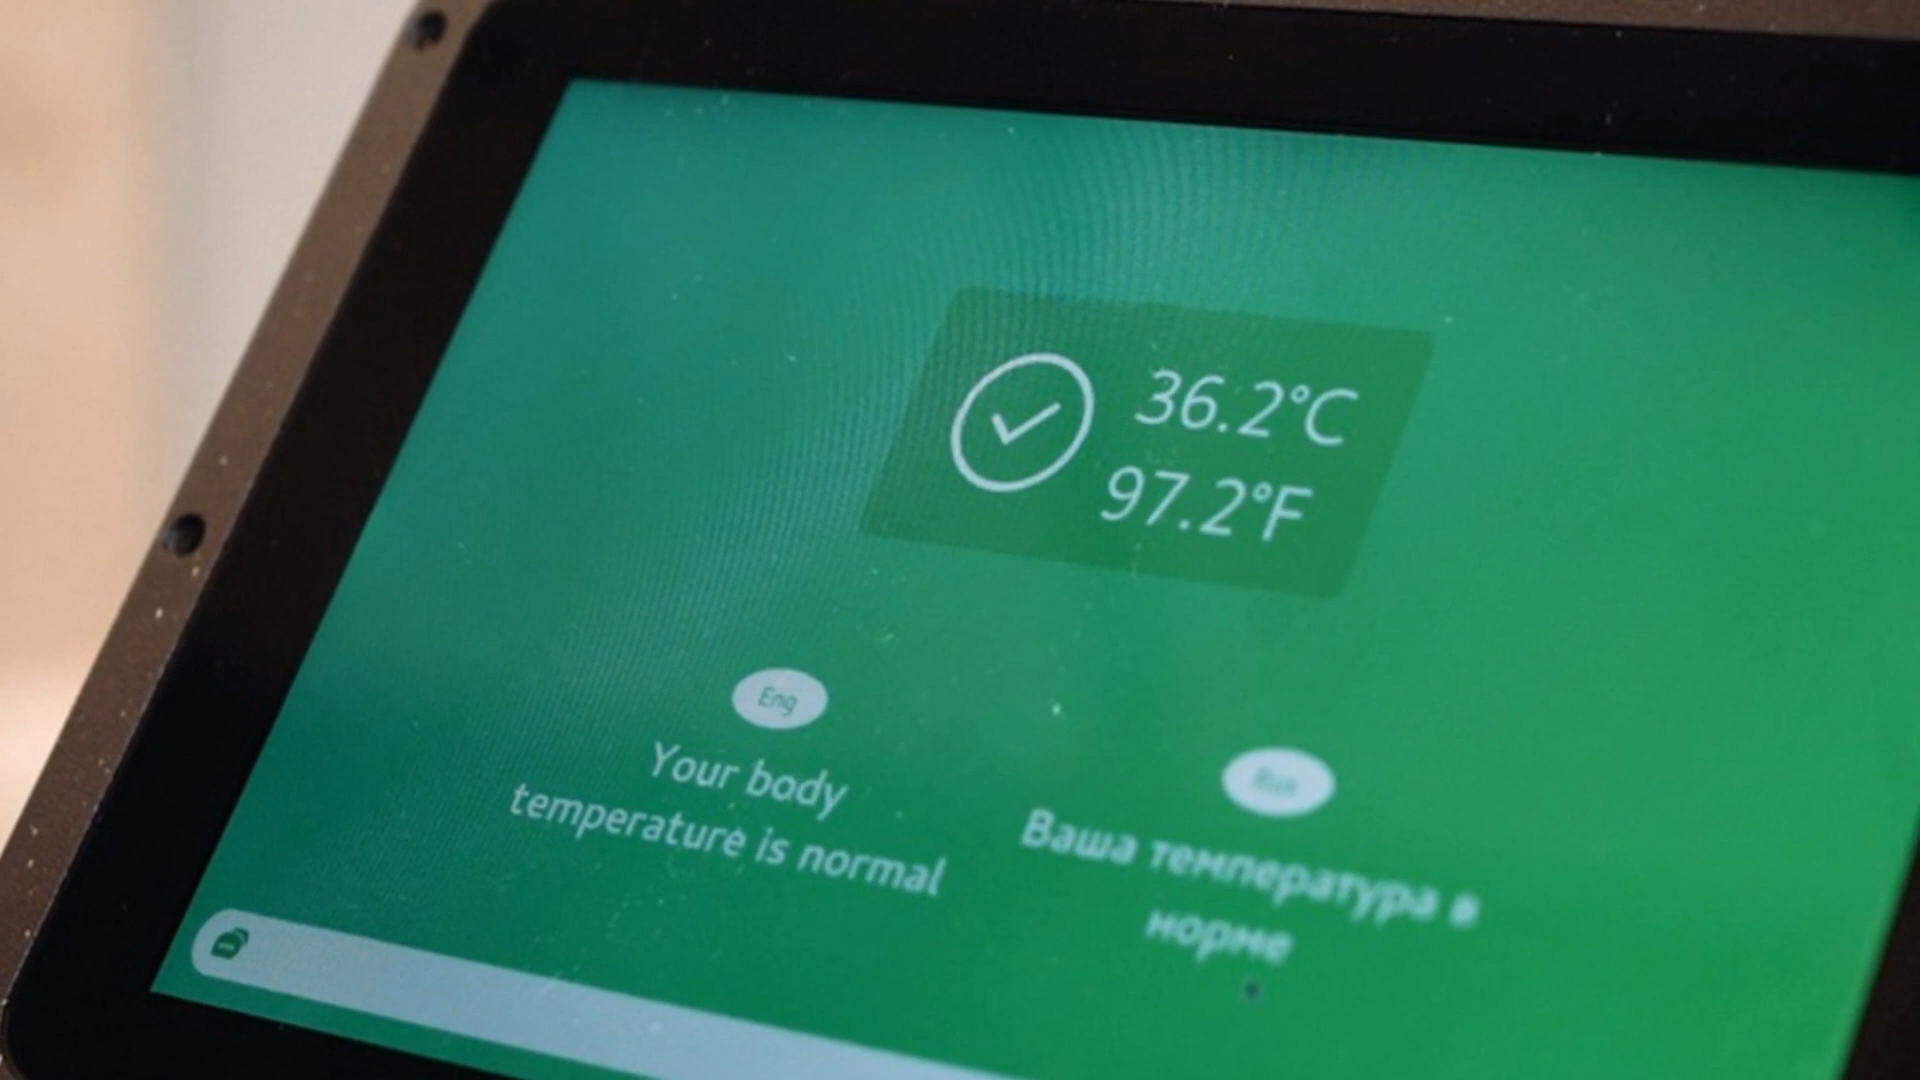 36.2°C
97.2°F
Eng
Your body
temperature is normal
Rus
Ваша температура в
норме